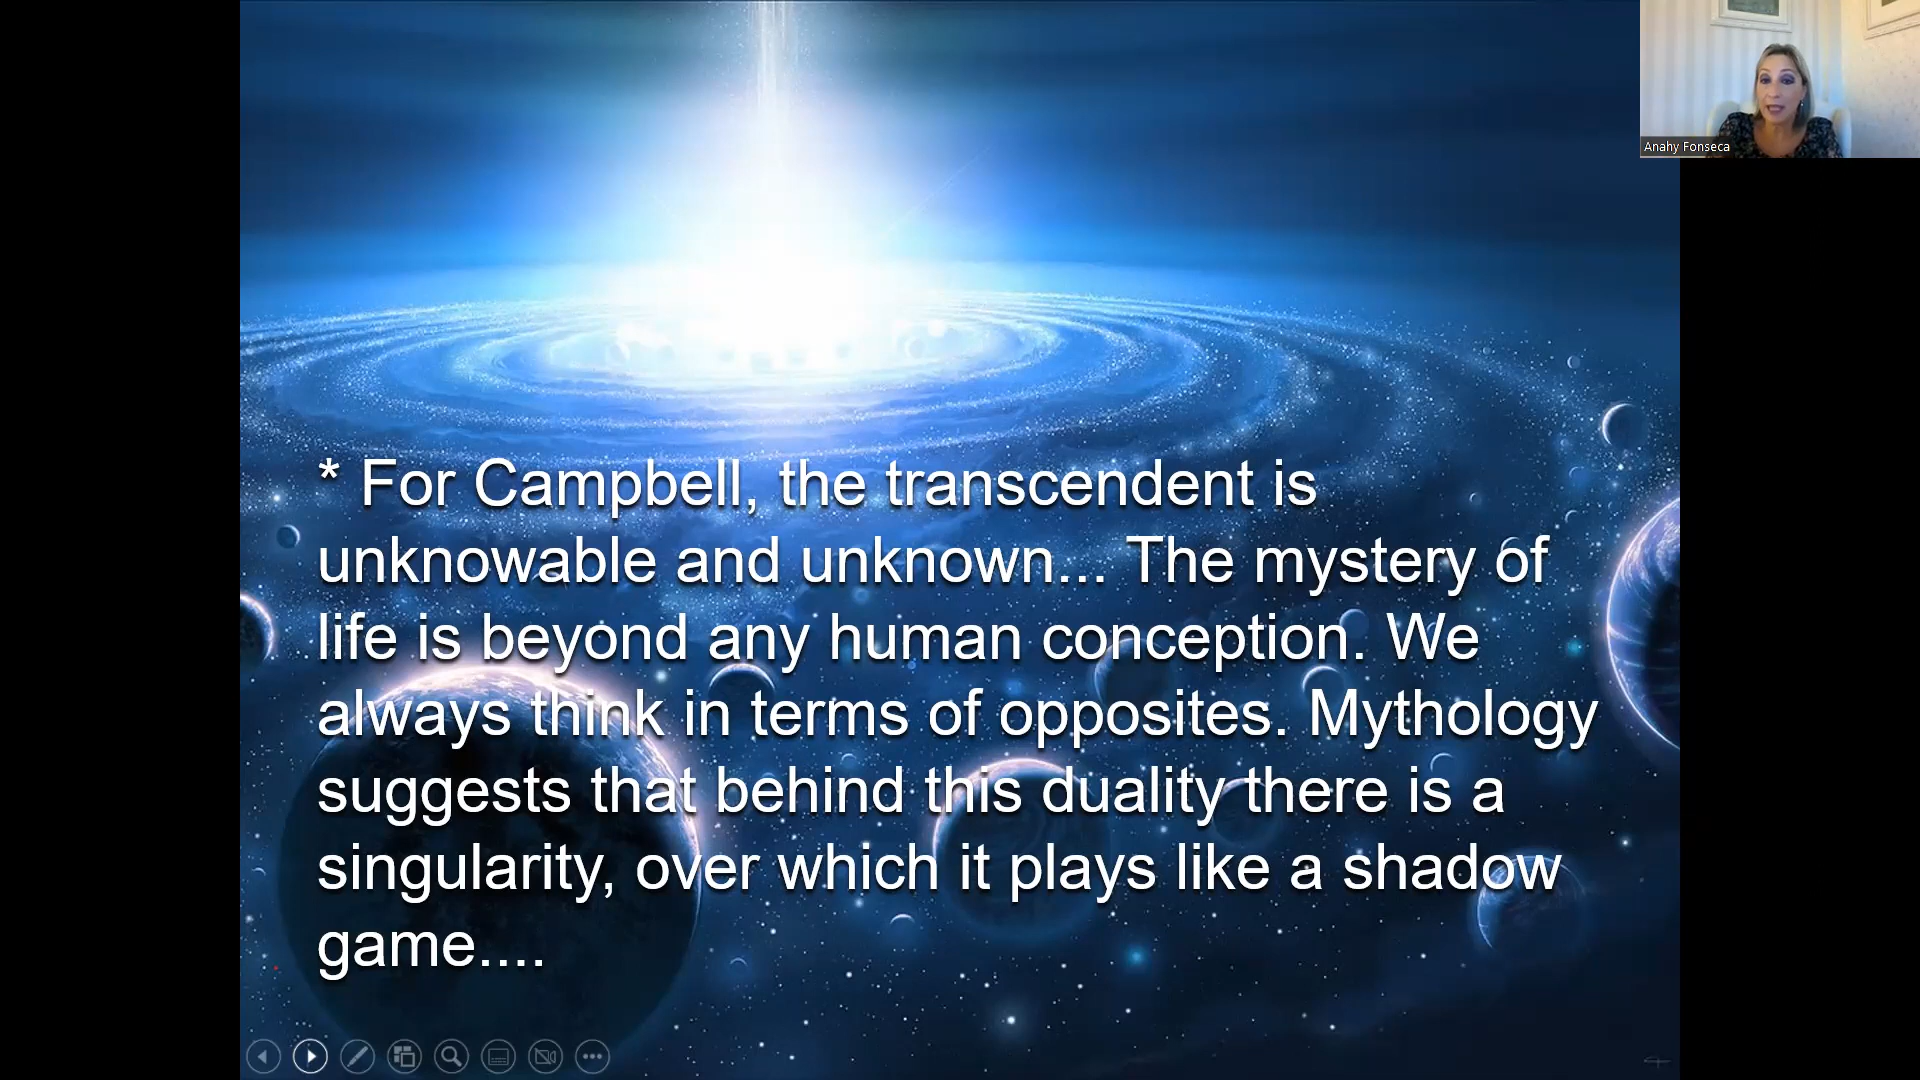 Anahy Fonseca
* For Campbell, the transcendent is
unknowable and unknown... The mystery of
life is beyond any human conception. We
always think in terms of opposites. Mythology
suggests that behind this duality there is a
singularity, over which it plays like a shadow
game....